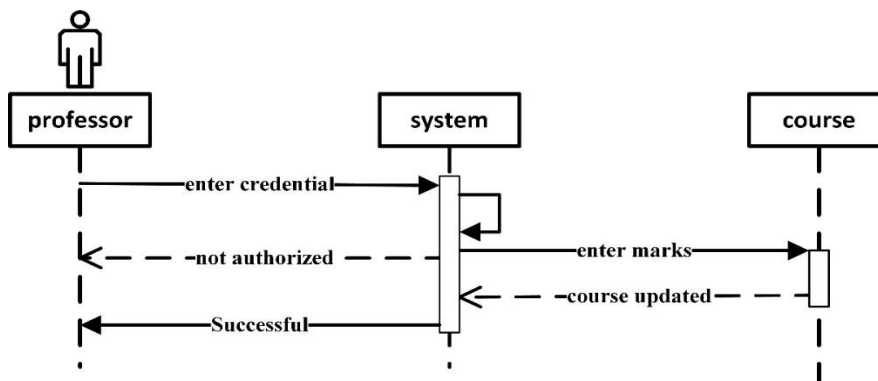 professor
system
course
enter credential
enter marks
not authorized
course updated
Successful